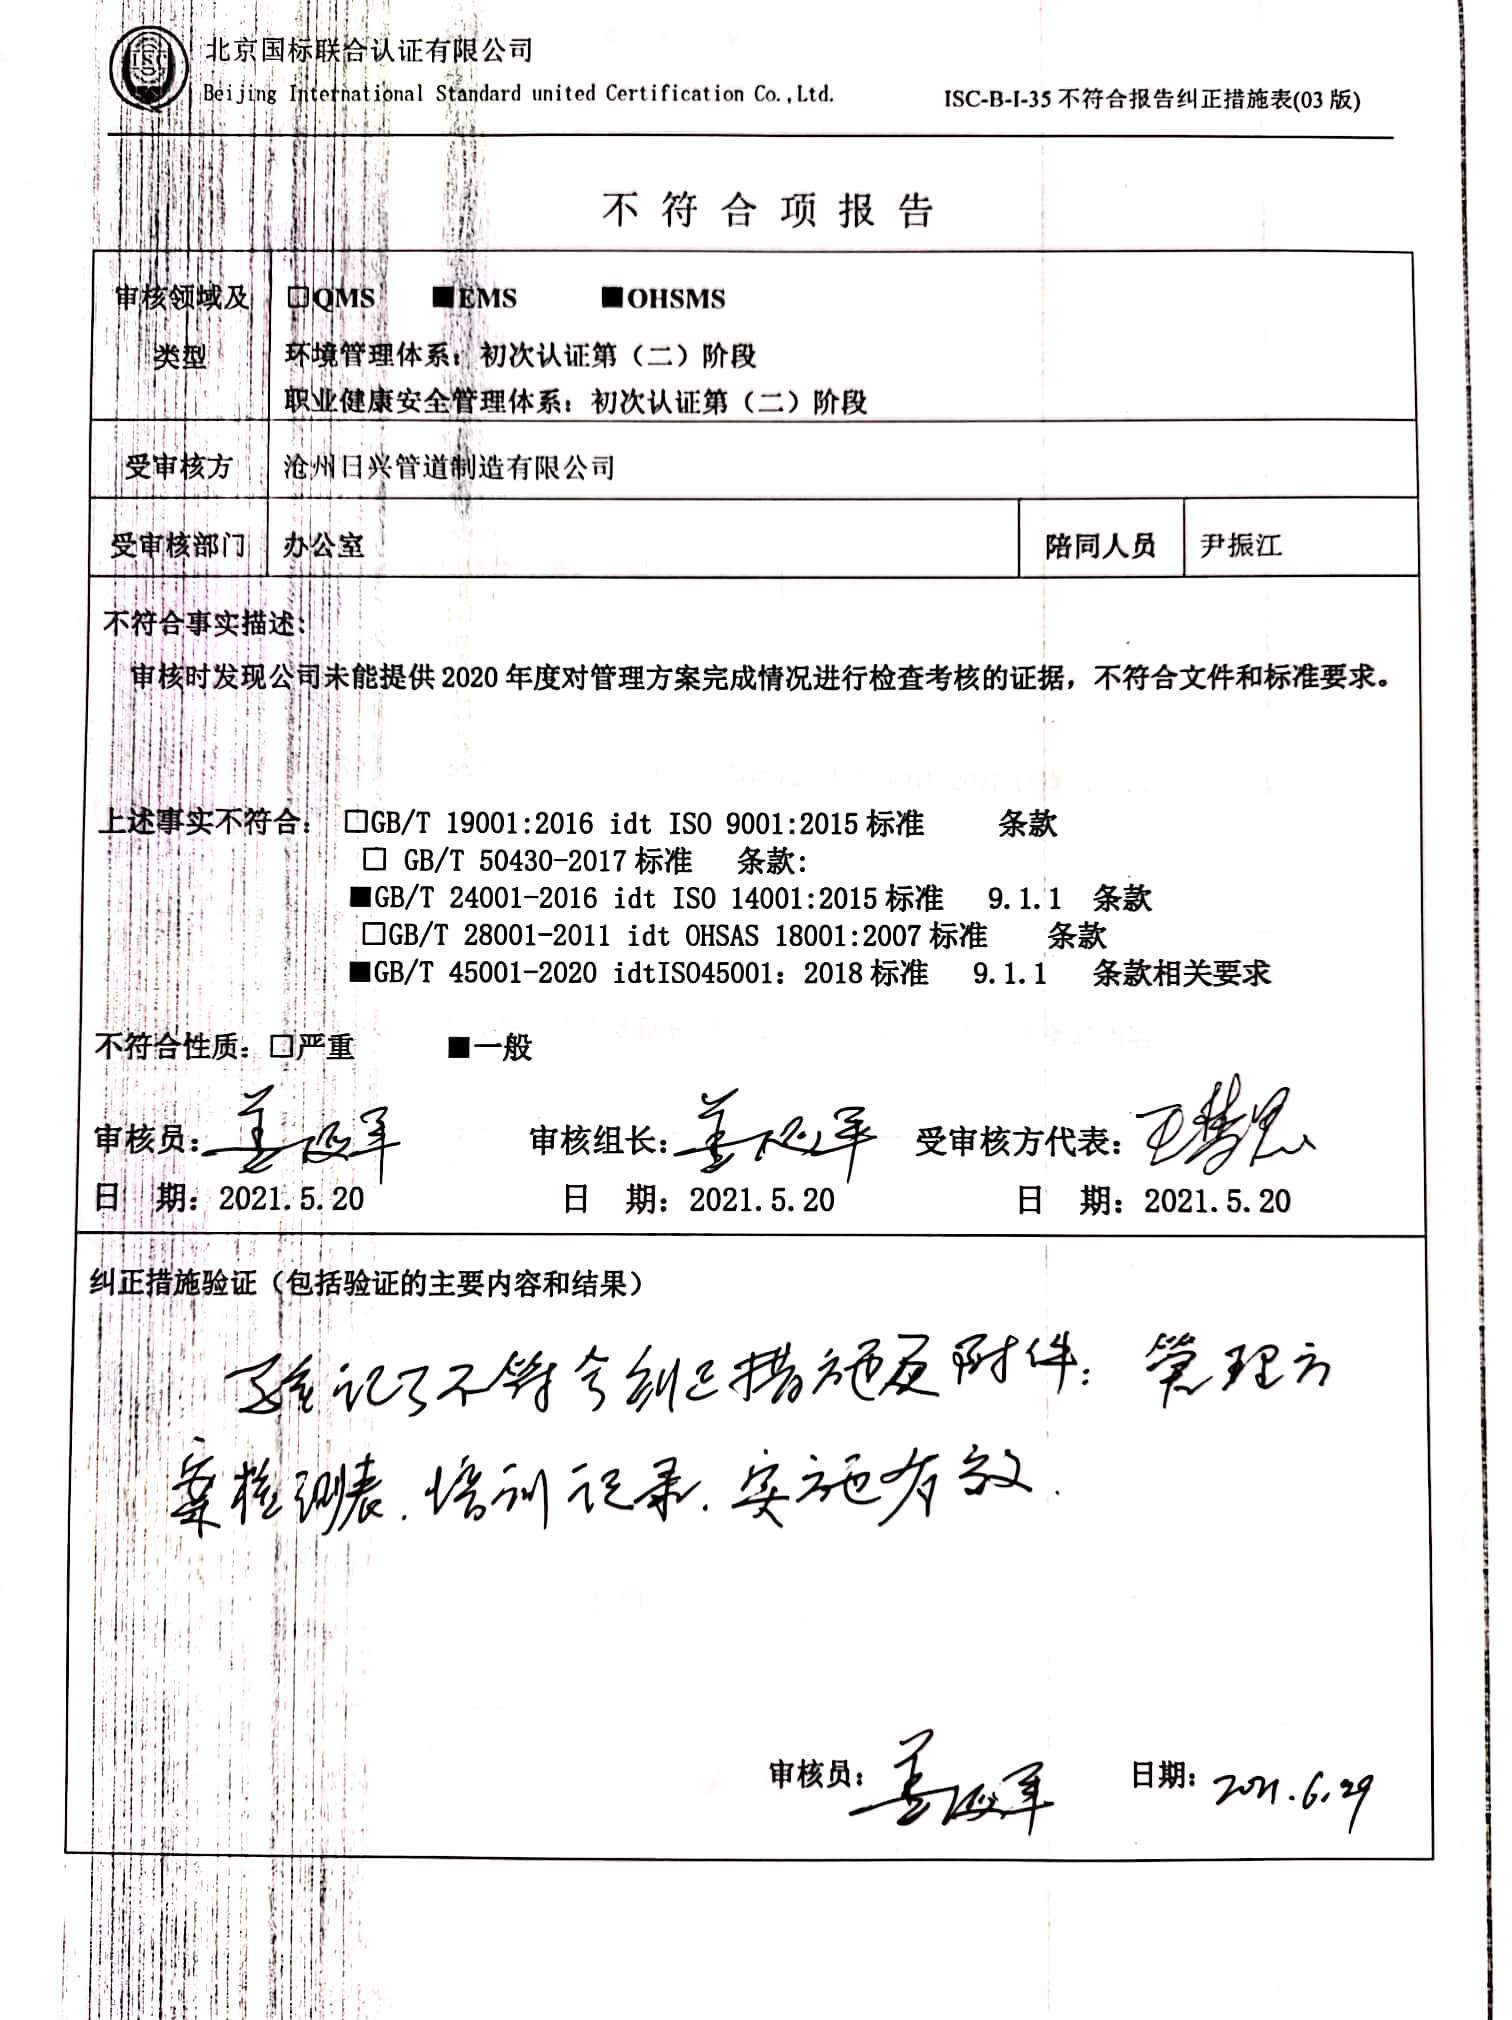 ISC
北京国标联合认证有限公司
Beijing International Standard united Certification Co.,Ltd.
ISC-B-I-35 不符合报告纠正措施表(03 版)
不符合项报告
审核领域及类型
□QMS ■EMS ■OHSMS
环境管理体系：初次认证第（二）阶段
职业健康安全管理体系：初次认证第（二）阶段
受审核方 沧州日兴管道制造有限公司
受审核部门 办公室 陪同人员 尹振江
不符合事实描述：
审核时发现公司未能提供 2020 年度对管理方案完成情况进行检查考核的证据，不符合文件和标准要求。
上述事实不符合： □GB/T 19001:2016 idt ISO 9001:2015 标准 条款
□ GB/T 50430-2017 标准 条款:
■GB/T 24001-2016 idt ISO 14001:2015 标准 9.1.1 条款
□GB/T 28001-2011 idt OHSAS 18001:2007 标准 条款
■GB/T 45001-2020 idtISO45001：2018 标准 9.1.1 条款相关要求
不符合性质：□严重 ■一般
审核员： 审核组长： 受审核方代表：
日 期：2021.5.20 日 期：2021.5.20 日 期：2021.5.20
纠正措施验证（包括验证的主要内容和结果）
验证了不符合纠正措施及附件：管理方
案检测表、培训记录，实施有效.
审核员： 日期：2021.6.29